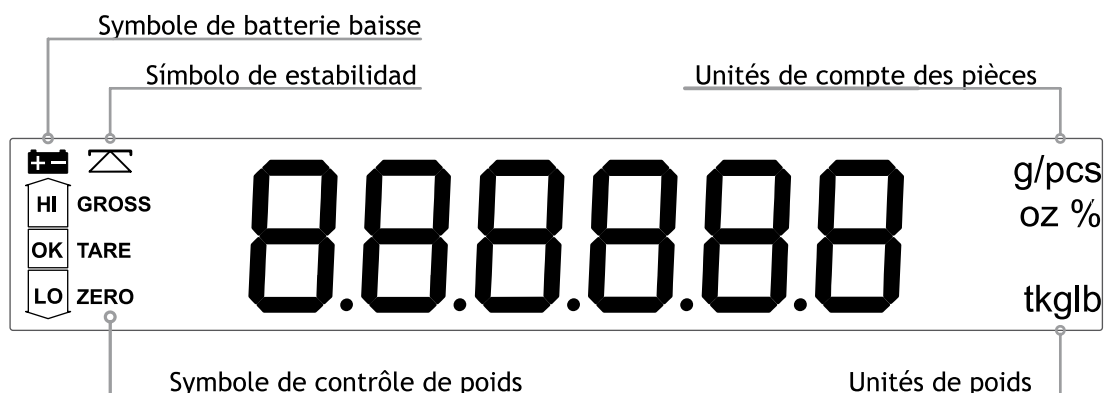 Symbole de batterie baisse
Símbolo de estabilidad
Unités de compte des pièces
g/pcs
HI GROSS
oz %
OK TARE
8.8.8.8.8.8
LO ZERO
tkglb
Symbole de contrôle de poids
Unités de poids